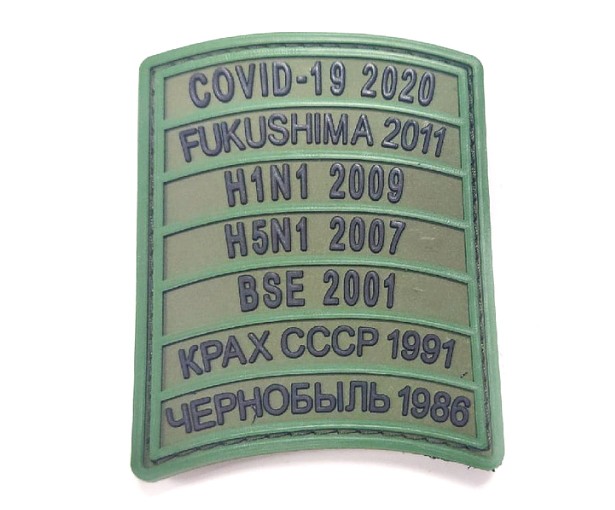 COVID-19 2020
FUKUSHIMA 2011
H1N1 2009
H5N1 2007
BSE 2001
КРАХ СССР 1991
ЧЕРНОБЫЛЬ 1986